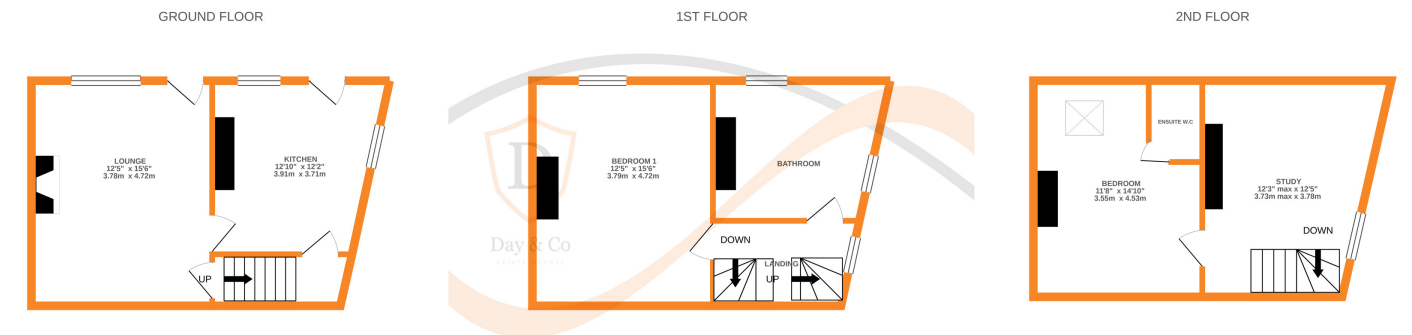 GROUND FLOOR
LOUNGE
12'5" x 15'6"
3.78m x 4.72m
KITCHEN
12'10" x 12'2"
3.91m x 3.71m
UP
1ST FLOOR
BEDROOM 1
12'5" x 15'6"
3.79m x 4.72m
BATHROOM
D
Day & Co
ESTATE AGENTS
DOWN
LANDING
UP
2ND FLOOR
ENSUITE W.C
BEDROOM
11'8" x 14'10"
3.55m x 4.53m
STUDY
12'3" max x 12'5"
3.73m max x 3.78m
DOWN